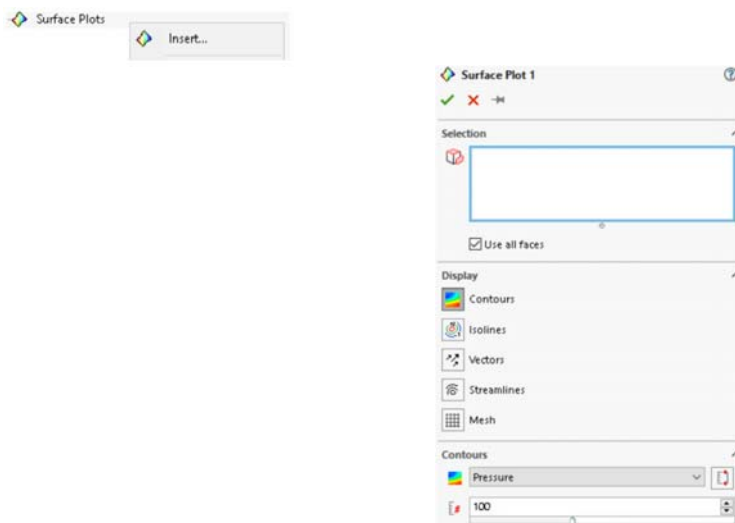 Surface Plots
Insert...
Surface Plot 1
Selection
Use all faces
Display
Contours
Isolines
Vectors
Streamlines
Mesh
Contours
Pressure
100